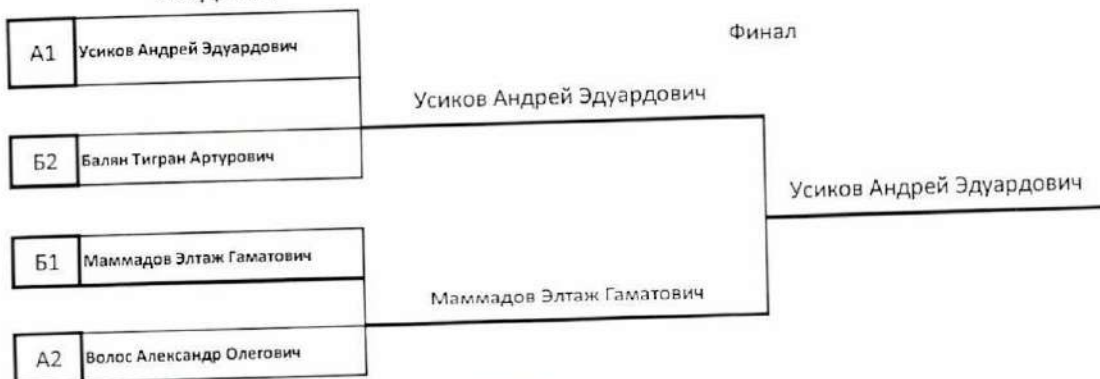 Финал
А1 Усиков Андрей Эдуардович
Усиков Андрей Эдуардович
Б2 Балян Тигран Артурович
Усиков Андрей Эдуардович
Б1 Маммадов Элтаж Гаматович
Маммадов Элтаж Гаматович
А2 Волос Александр Олегович